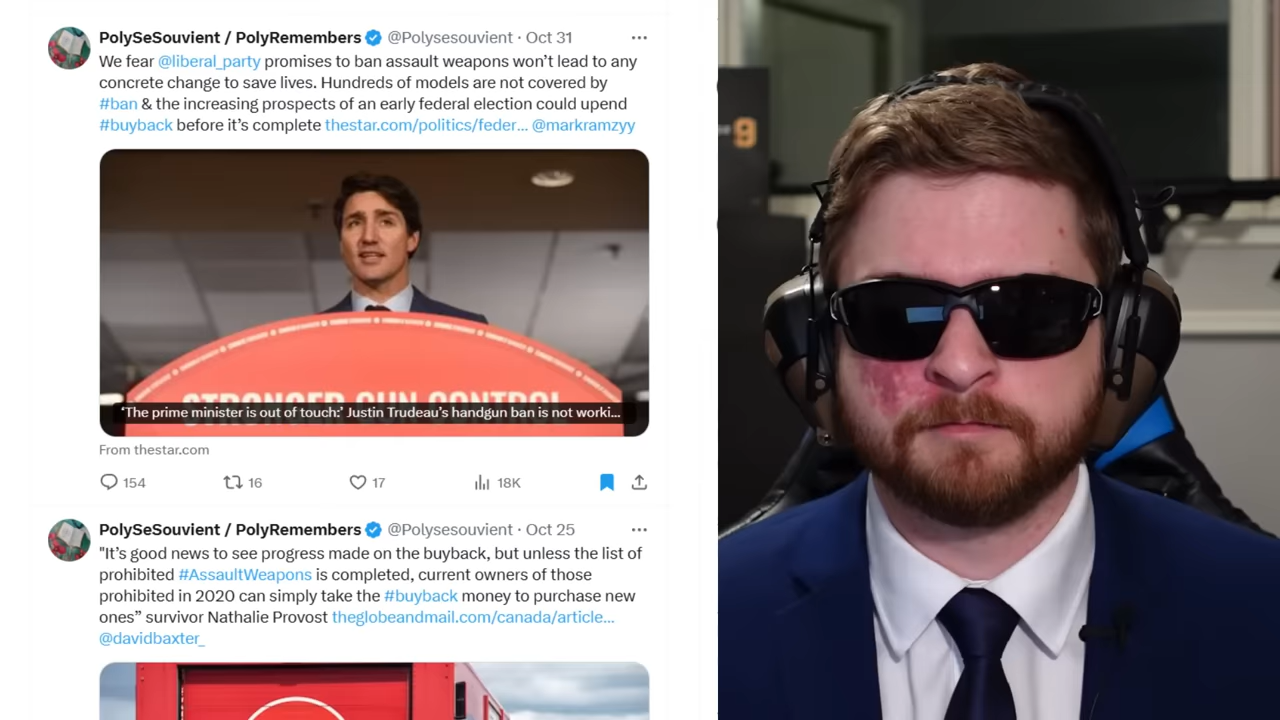 PolySeSouvient / PolyRemembers @Polysesouvient · Oct 31
We fear @liberal_party promises to ban assault weapons won't lead to any
concrete change to save lives. Hundreds of models are not covered by
#ban & the increasing prospects of an early federal election could upend
#buyback before it's complete thestar.com/politics/feder... @markramzyy
STRONGER GUN CONTROL
'The prime minister is out of touch:' Justin Trudeau's handgun ban is not worki...
From thestar.com
154 16 17 18K
PolySeSouvient / PolyRemembers @Polysesouvient · Oct 25
"It's good news to see progress made on the buyback, but unless the list of
prohibited #AssaultWeapons is completed, current owners of those
prohibited in 2020 can simply take the #buyback money to purchase new
ones” survivor Nathalie Provost theglobeandmail.com/canada/article...
@davidbaxter_
9